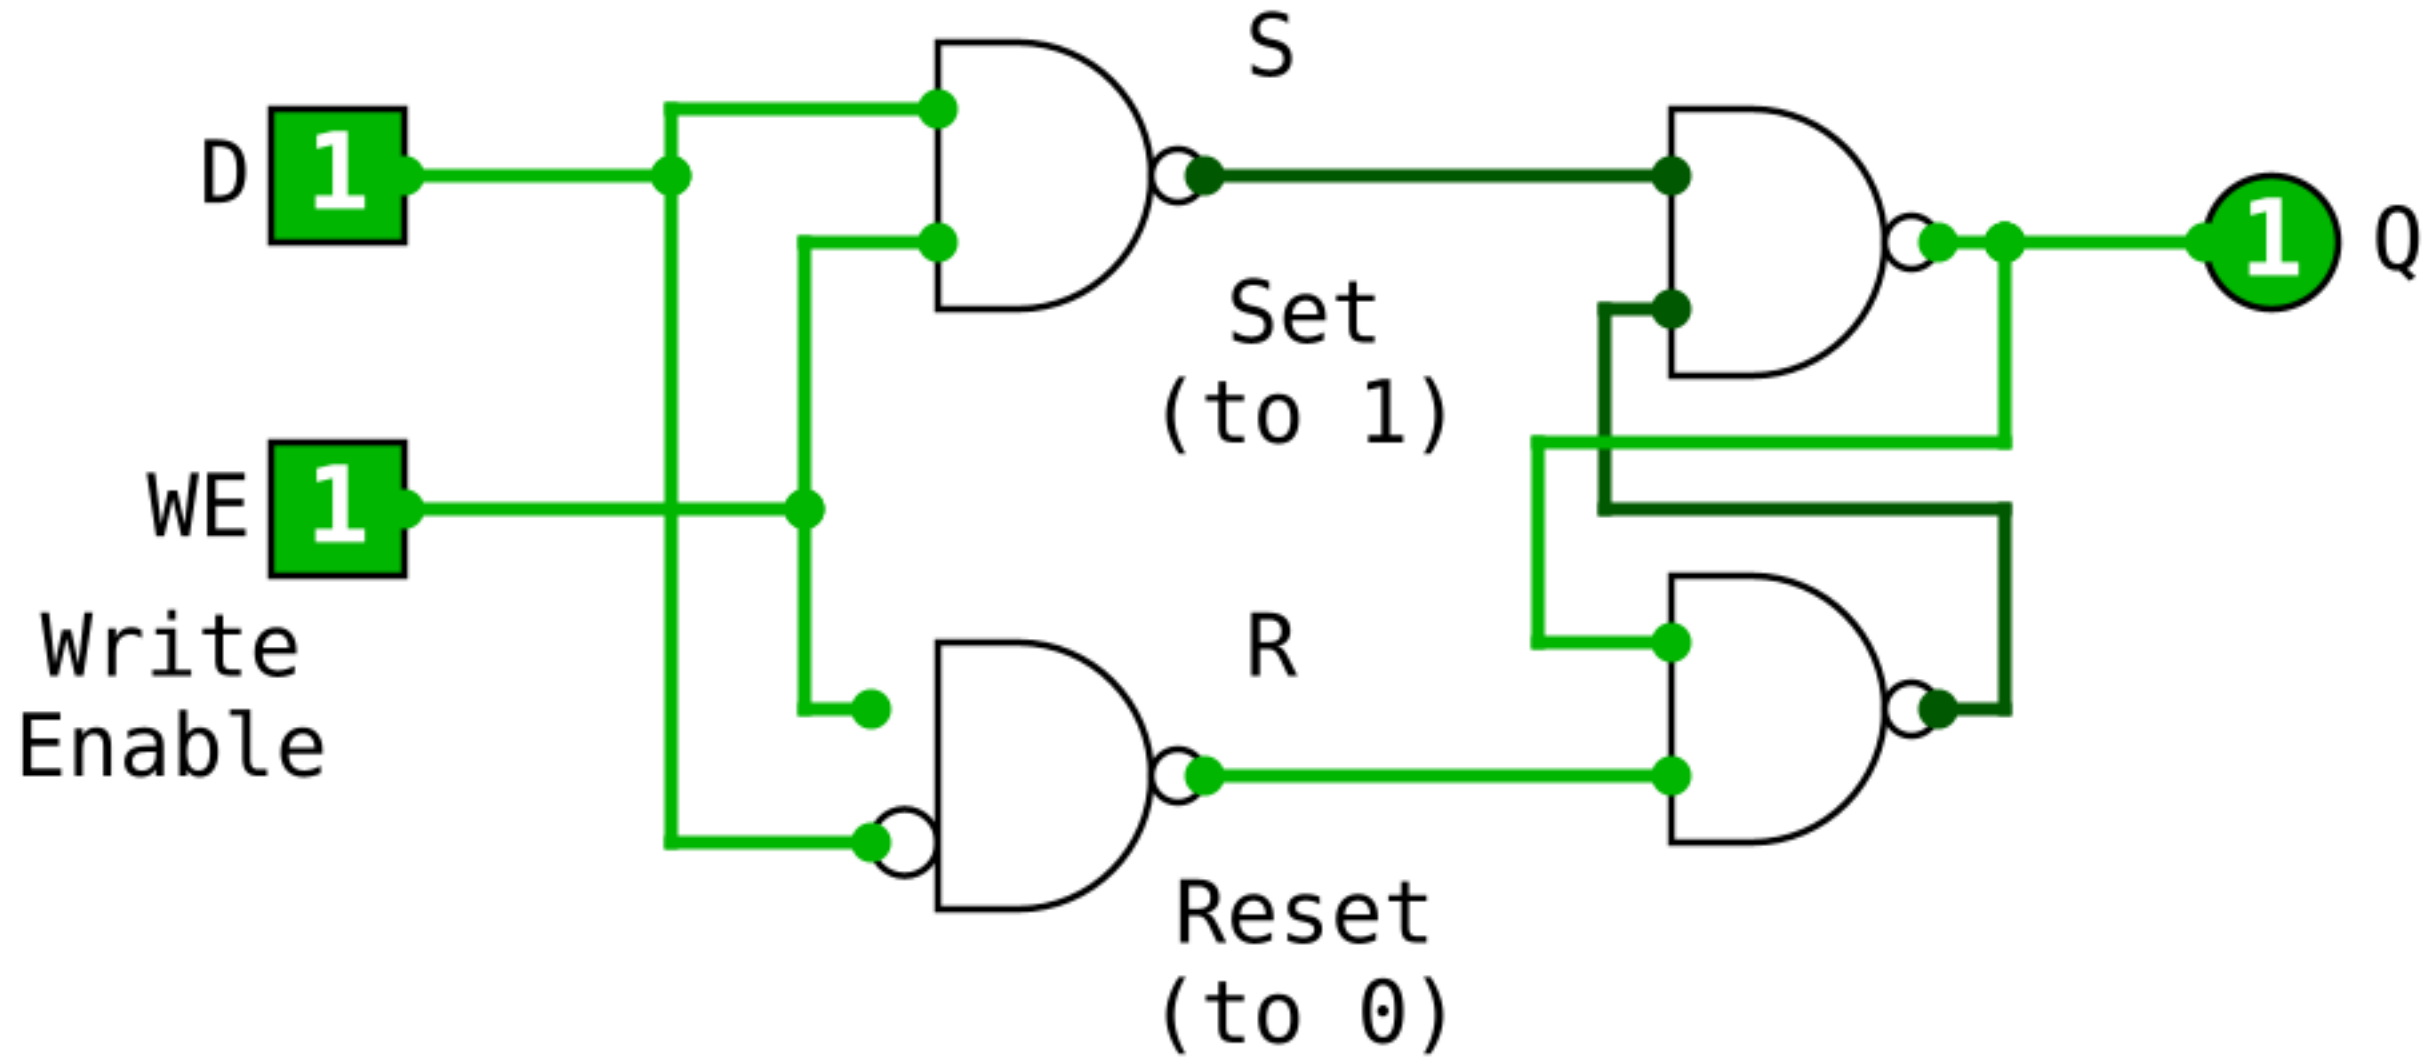 S
D 1
Set
(to 1)
1 Q
WE 1
Write
Enable
R
Reset
(to 0)